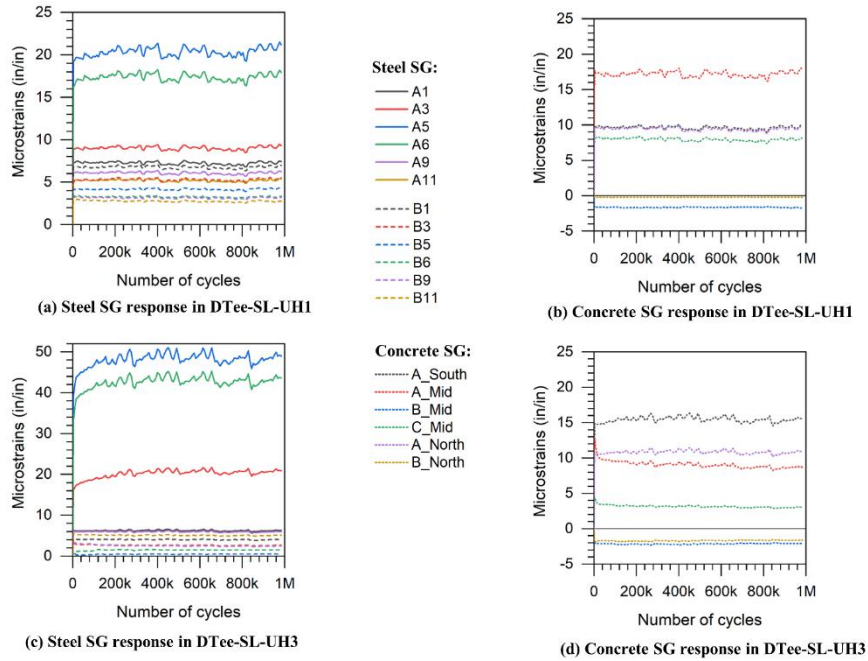 25
20
15
10
5
0
Microstrains (in/in)
0 200k 400k 600k 800k 1M
Number of cycles
(a) Steel SG response in DTee-SL-UH1
Steel SG:
A1
A3
A5
A6
A9
A11
B1
B3
B5
B6
B9
B11
25
20
15
10
5
0
-5
Microstrains (in/in)
0 200k 400k 600k 800k 1M
Number of cycles
(b) Concrete SG response in DTee-SL-UH1
50
40
30
20
10
0
Microstrains (in/in)
0 200k 400k 600k 800k 1M
Number of cycles
(c) Steel SG response in DTee-SL-UH3
Concrete SG:
A_South
A_Mid
B_Mid
C_Mid
A_North
B_North
25
20
15
10
5
0
-5
Microstrains (in/in)
0 200k 400k 600k 800k 1M
Number of cycles
(d) Concrete SG response in DTee-SL-UH3